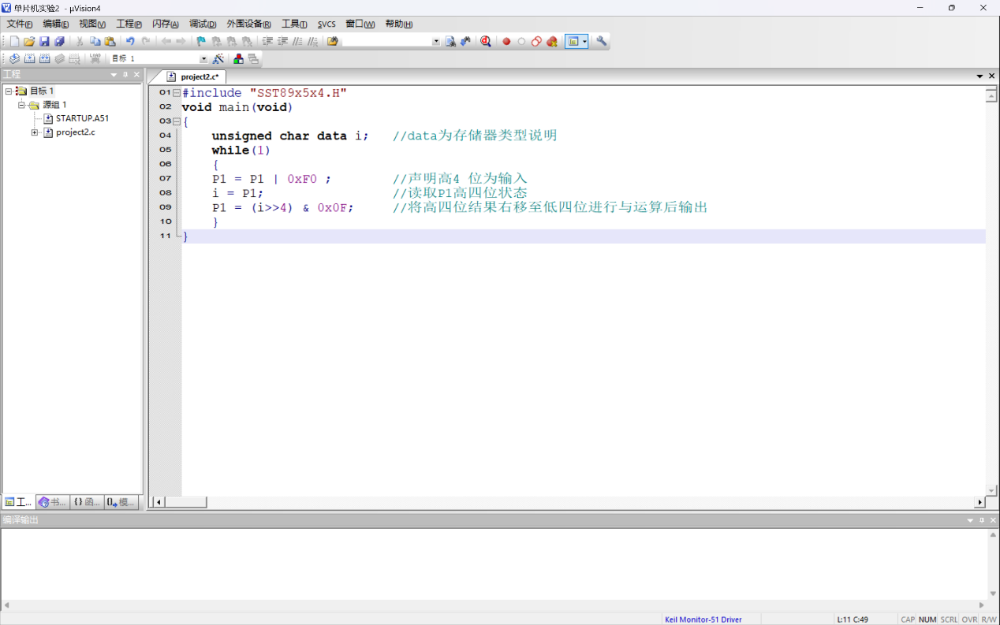 单片机实验2 - µVision4
文件(F) 编辑(E) 视图(V) 工程(P) 闪存(A) 调试(D) 外围设备(R) 工具(T) SVCS 窗口(W) 帮助(H)
LOAD 目标 1
工程
project2.c*
目标 1
源组 1
STARTUP.A51
project2.c
01 #include "SST89x5x4.H"
02 void main(void)
03 {
04 unsigned char data i; //data为存储器类型说明
05 while(1)
06 {
07 P1 = P1 | 0xF0 ; //声明高4 位为输入
08 i = P1; //读取P1高四位状态
09 P1 = (i>>4) & 0x0F; //将高四位结果右移至低四位进行与运算后输出
10 }
11 }
工... 书... {} 函... 0 模...
编译输出
Keil Monitor-51 Driver L:11 C:49 CAP NUM SCRL OVR R/W